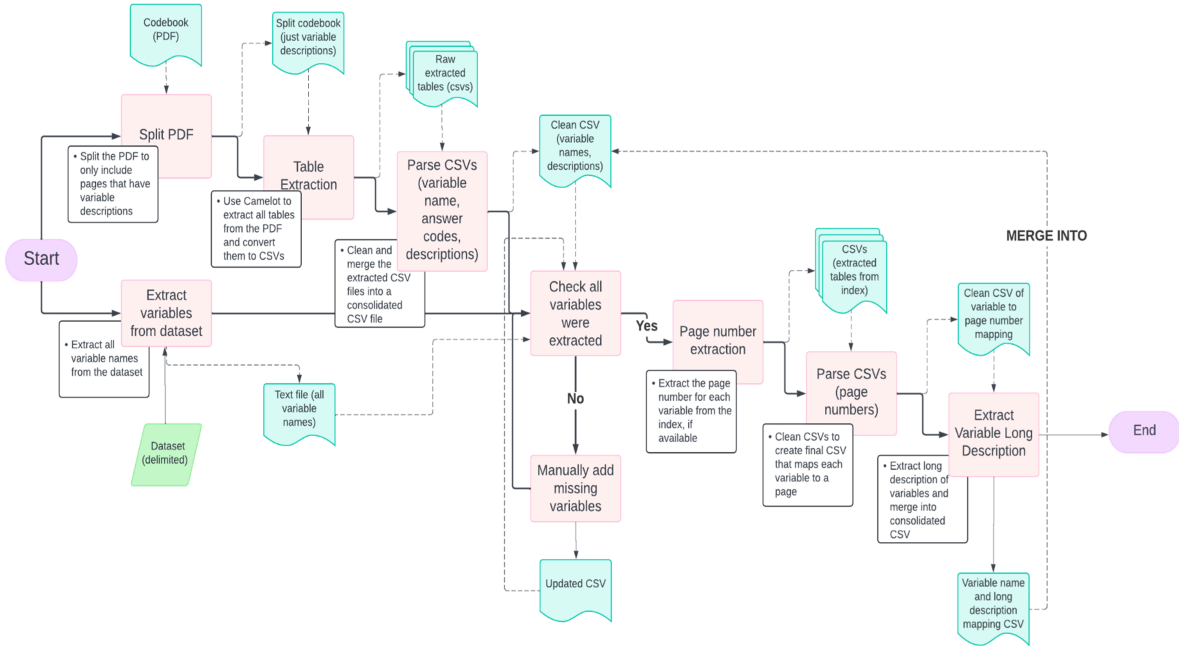 Codebook
(PDF)
Split codebook
(just variable
descriptions)
Raw
extracted
tables (csvs)
Split PDF
• Split the PDF to
only include
pages that have
variable
descriptions
Table
Extraction
• Use Camelot to
extract all tables
from the PDF
and convert
them to CSVs
Parse CSVs
(variable
name,
answer
codes,
descriptions)
• Clean and
merge the
extracted CSV
files into a
consolidated
CSV file
Clean CSV
(variable
names,
descriptions)
MERGE INTO
Start
Extract
variables
from dataset
• Extract all
variable names
from the dataset
Text file (all
variable
names)
Dataset
(delimited)
Check all
variables
were
extracted
Yes
No
Manually add
missing
variables
Updated CSV
Page number
extraction
• Extract the page
number for each
variable from the
index, if
available
CSVs
(extracted
tables from
index)
Parse CSVs
(page
numbers)
• Clean CSVs to
create final CSV
that maps each
variable to a
page
Clean CSV of
variable to
page number
mapping
Extract
Variable Long
Description
• Extract long
description of
variables and
merge into
consolidated
CSV
End
Variable name
and long
description
mapping CSV